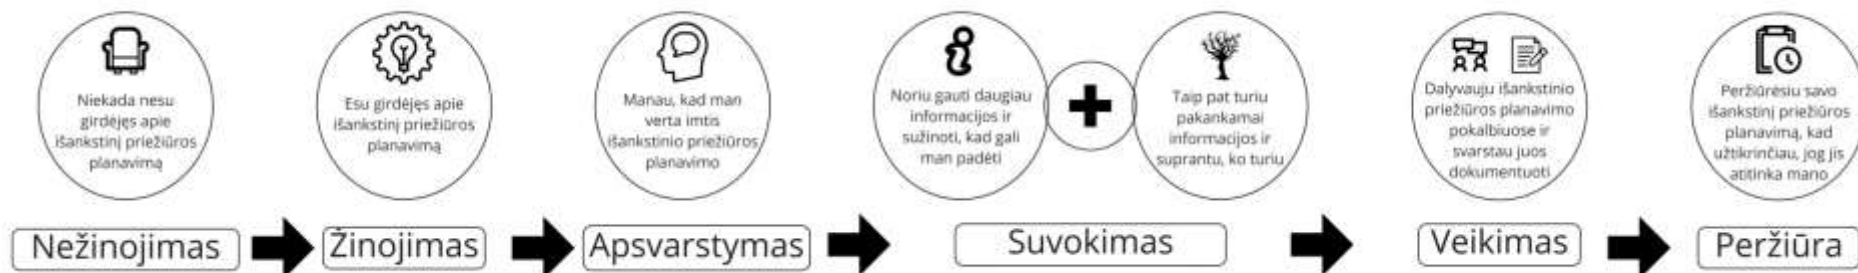 Niekada nesu
girdėjęs apie
išankstinį priežiūros
planavimą
Esu girdėjęs apie
išankstinį priežiūros
planavimą
Manau, kad man
verta imtis
išankstinio priežiūros
planavimo
Noriu gauti daugiau
informacijos ir
sužinoti, kad gali
man padėti
Taip pat turiu
pakankamai
informacijos ir
suprantu, ko turiu
Dalyvauju išankstinio
priežiūros planavimo
pokalbiuose ir
svarstau juos
dokumentuoti
Peržiūrėsiu savo
išankstinį priežiūros
planavimą, kad
užtikrinčiau, jog jis
atitinka mano
Nežinojimas
Žinojimas
Apsvarstymas
Suvokimas
Veikimas
Peržiūra